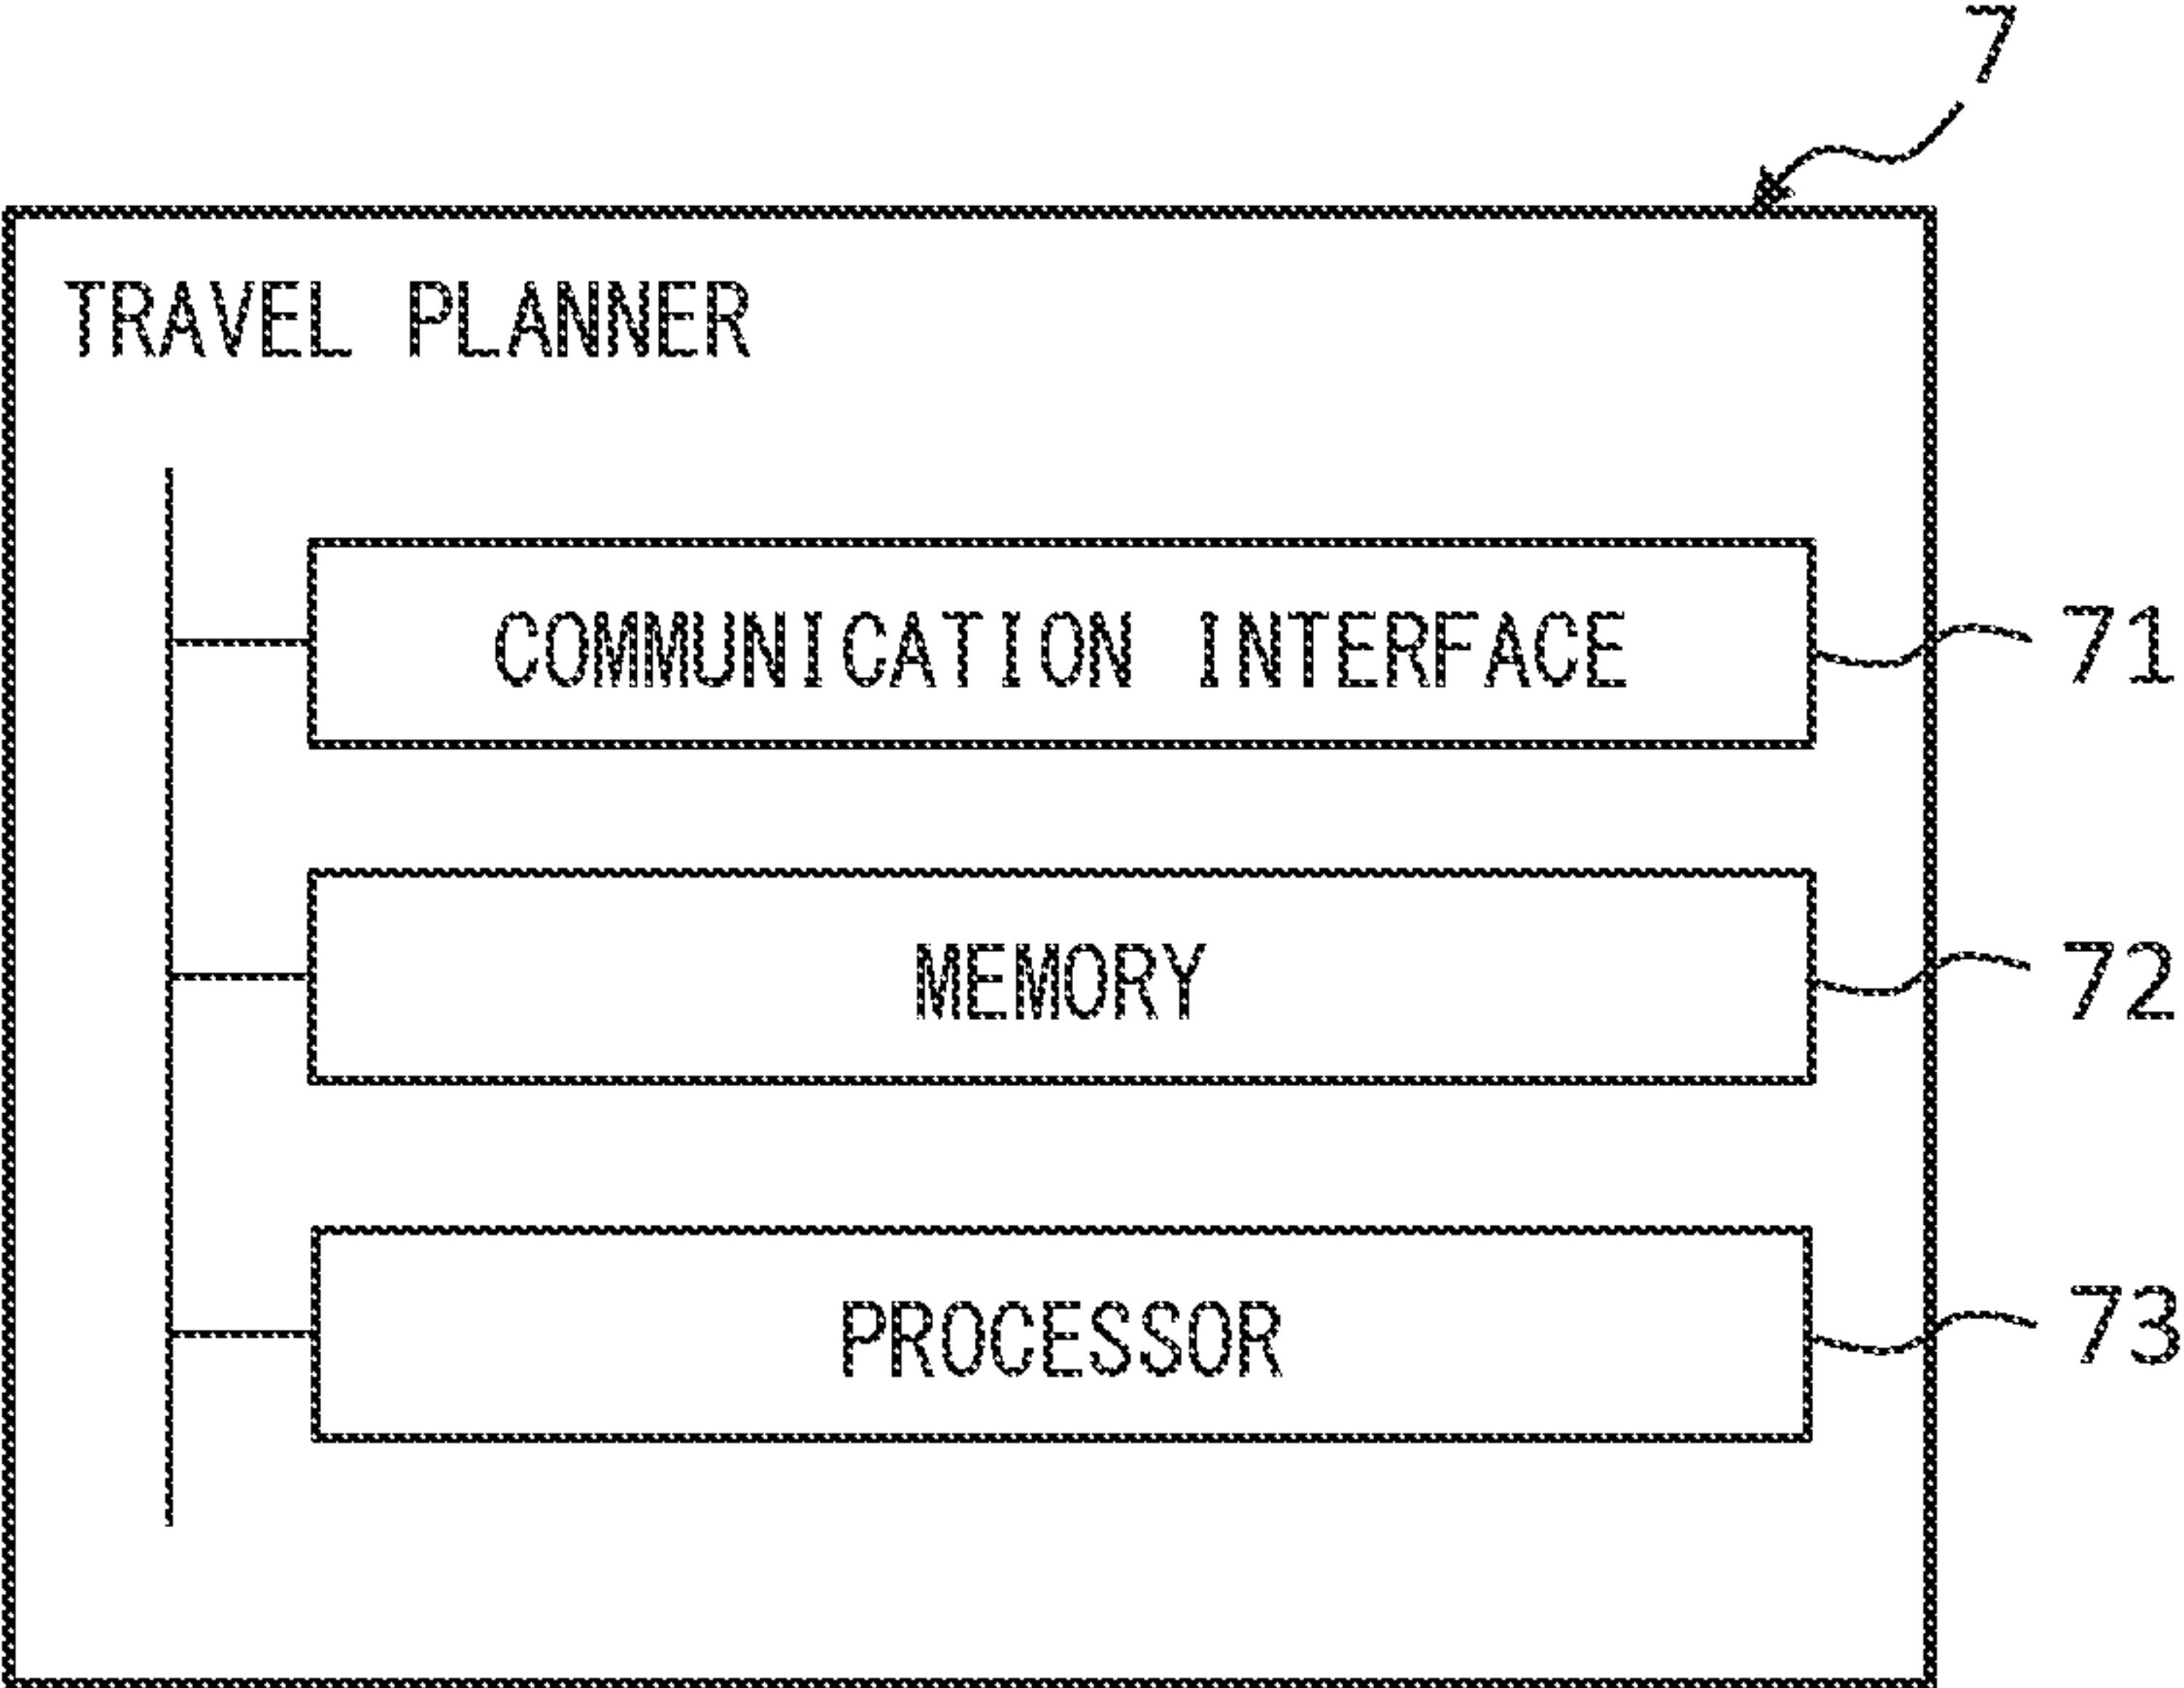 7
TRAVEL PLANNER
COMMUNICATION INTERFACE
71
MEMORY
72
PROCESSOR
73